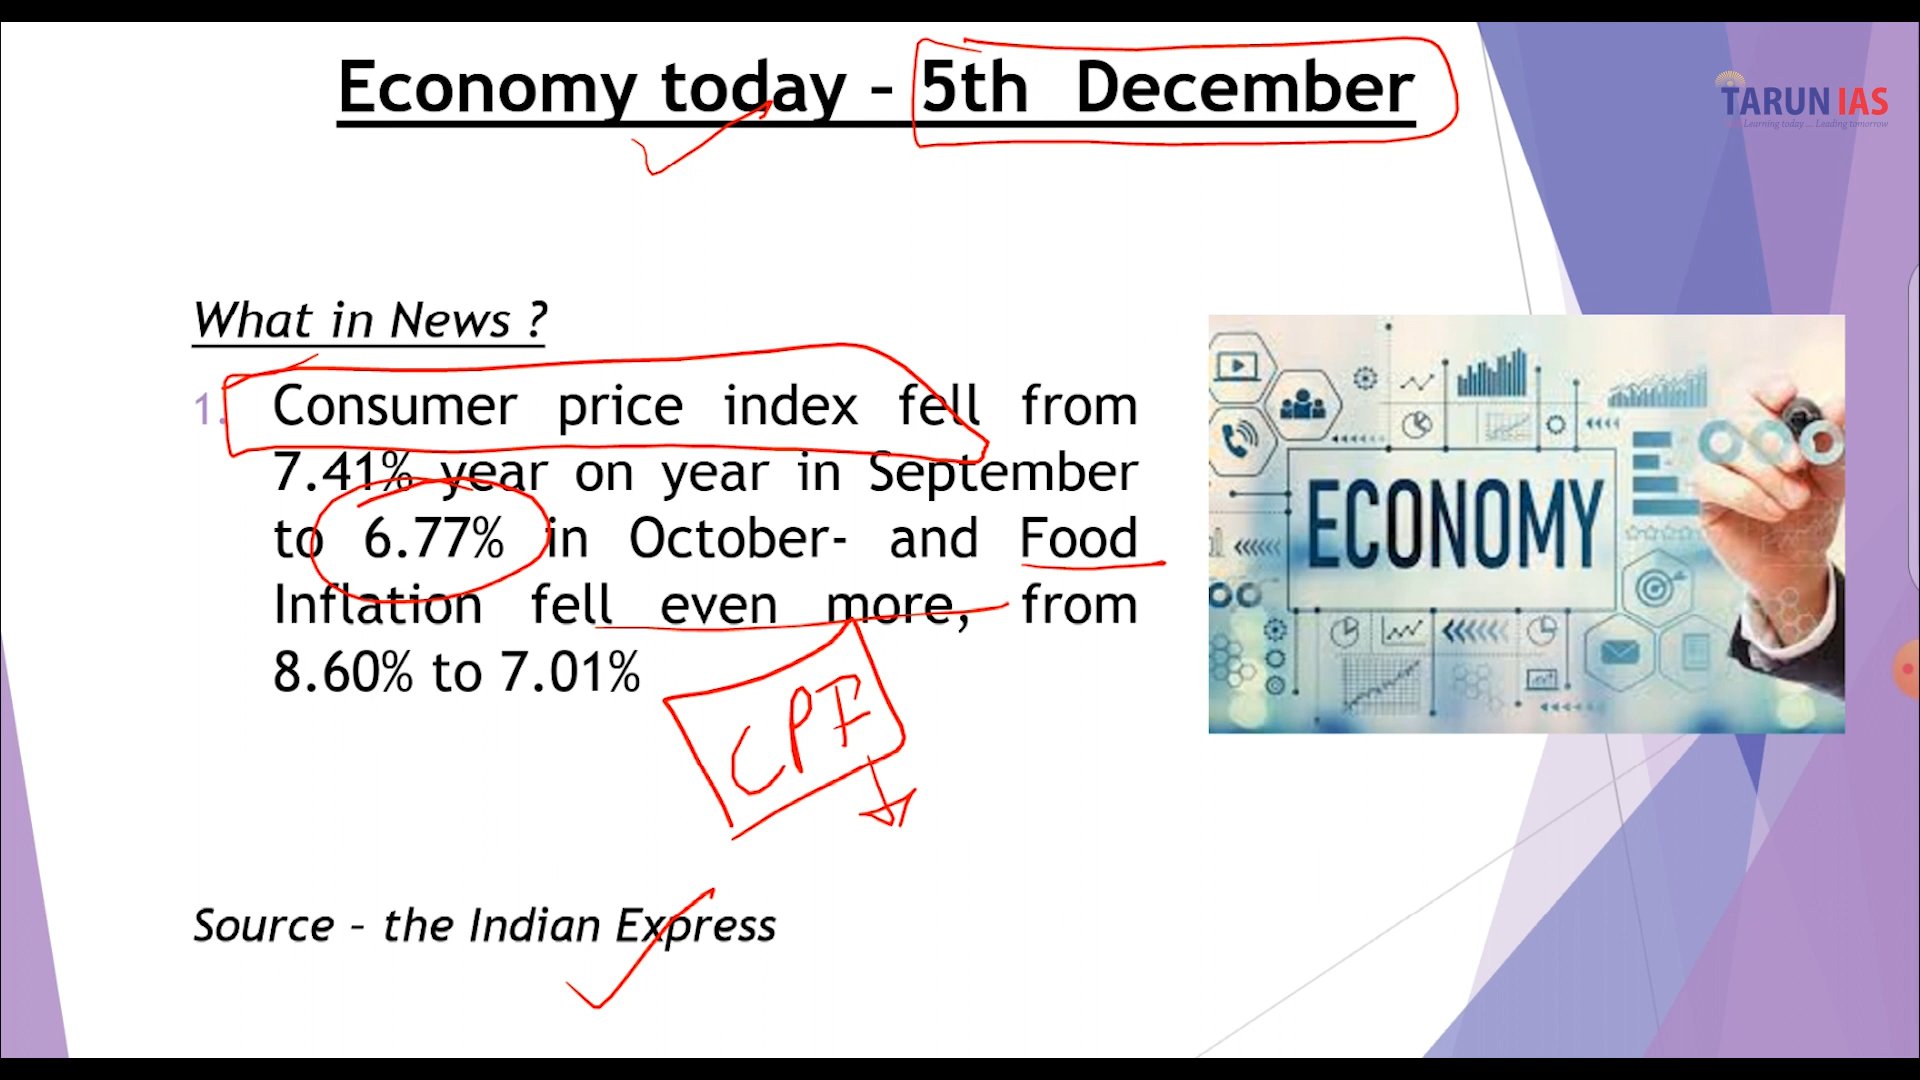 Economy today – 5th December
TARUN IAS
Learning today ... Leading tomorrow
What in News ?
1. Consumer price index fell from
7.41% year on year in September
to 6.77% in October- and Food
Inflation fell even more, from
8.60% to 7.01%
CPI
ECONOMY
Source – the Indian Express